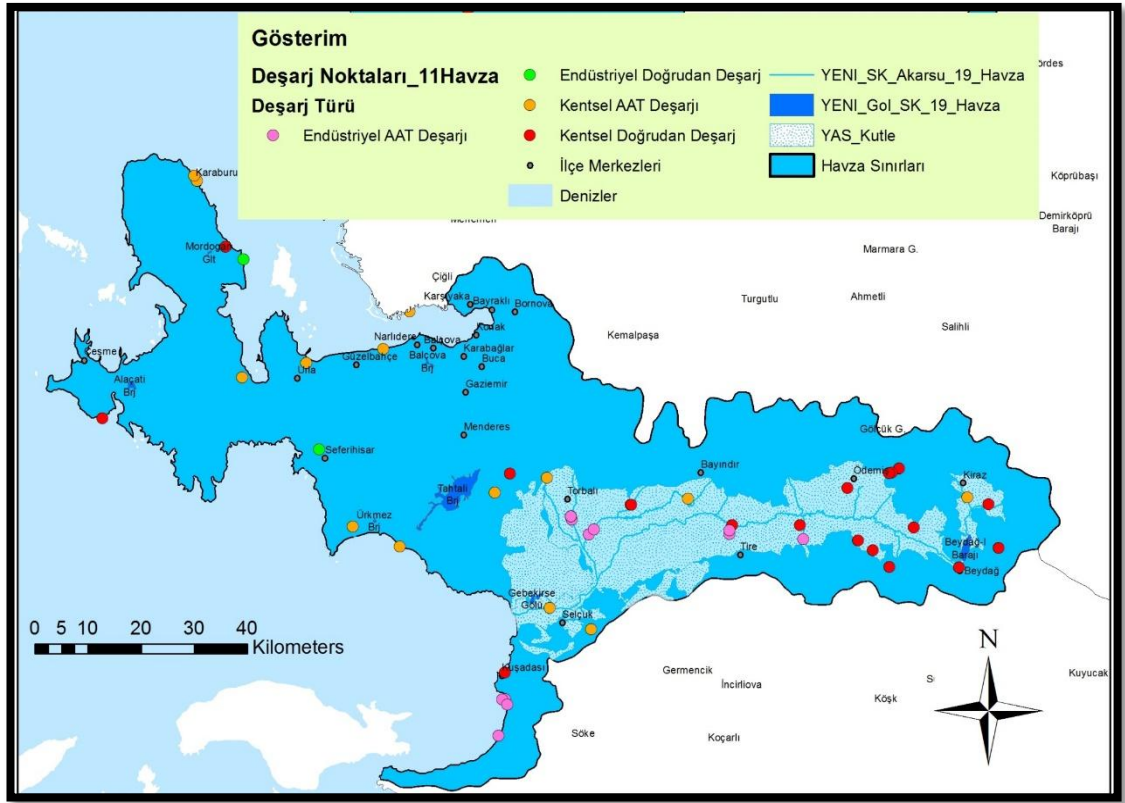 Gösterim
Deşarj Noktaları_11Havza
Deşarj Türü
Endüstriyel AAT Deşarjı
Endüstriyel Doğrudan Deşarj
Kentsel AAT Deşarjı
Kentsel Doğrudan Deşarj
İlçe Merkezleri
Denizler
YENI_SK_Akarsu_19_Havza
YENI_Gol_SK_19_Havza
YAS_Kutle
Havza Sınırları
Karaburu
Köprübaşı
Demirköprü
Barajı
Mordoğan
Glt
Marmara G.
Çiğli
Karşıyaka
Bayraklı
Bornova
Turgutlu
Ahmetli
Salihli
Kemalpaşa
Konak
Narlıdere
Balçova
Balçova
Brj
Karabağlar
Buca
Güzelbahçe
Çeşme
Urla
Alaçatı
Brj
Gaziemir
Menderes
Gölcük G.
Seferihisar
Bayındır
Ödemiş
Kiraz
Tahtalı
Brj
Torbalı
Ürkmez
Brj
Tire
Beydağ-I
Barajı
Beydağ
Gebekirse
Gölü
Selçuk
0 5 10 20 30 40
Kilometers
N
Kuşadası
Germencik
İncirliova
Köşk
Kuyucak
Söke
Koçarlı